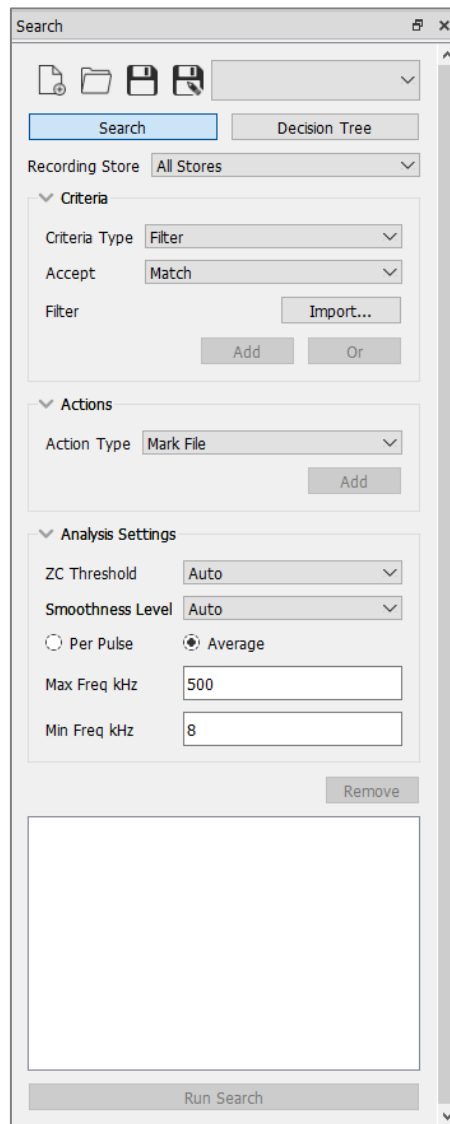 Search
Search Decision Tree
Recording Store All Stores
Criteria
Criteria Type Filter
Accept Match
Filter Import...
Add Or
Actions
Action Type Mark File
Add
Analysis Settings
ZC Threshold Auto
Smoothness Level Auto
Per Pulse Average
Max Freq kHz 500
Min Freq kHz 8
Remove
Run Search